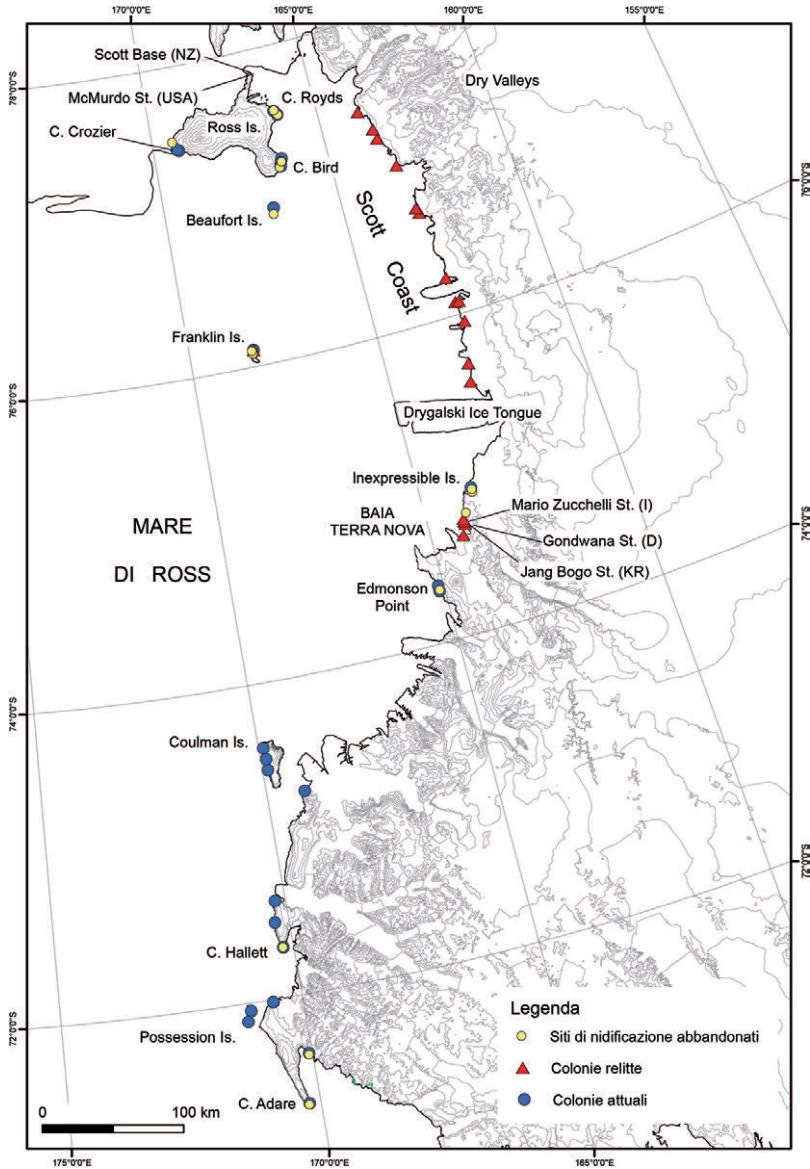 170°0'0"E
165°0'0"E
160°0'0"E
155°0'0"E
78°0'0"S
76°0'0"S
74°0'0"S
72°0'0"S
72°0'0"S
175°0'0"E
170°0'0"E
165°0'0"E
Scott Base (NZ)
McMurdo St. (USA)
C. Royds
Dry Valleys
C. Crozier
Ross Is.
C. Bird
Beaufort Is.
Scott
Coast
Franklin Is.
Drygalski Ice Tongue
Inexpressible Is.
Mario Zucchelli St. (I)
BAIA
TERRA NOVA
Gondwana St. (D)
Jang Bogo St. (KR)
MARE
DI ROSS
Edmonson
Point
Coulman Is.
C. Hallett
Possession Is.
C. Adare
Legenda
Siti di nidificazione abbandonati
Colonie relitte
Colonie attuali
0
100 km